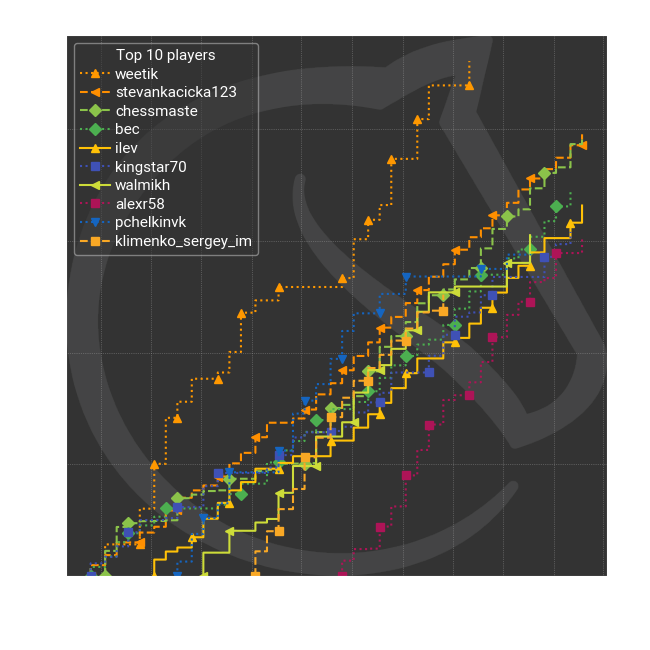 Top 10 players
weetik
stevankacicka123
chessmaste
bec
ilev
kingstar70
walmikh
alexr58
pchelkinvk
klimenko_sergey_im